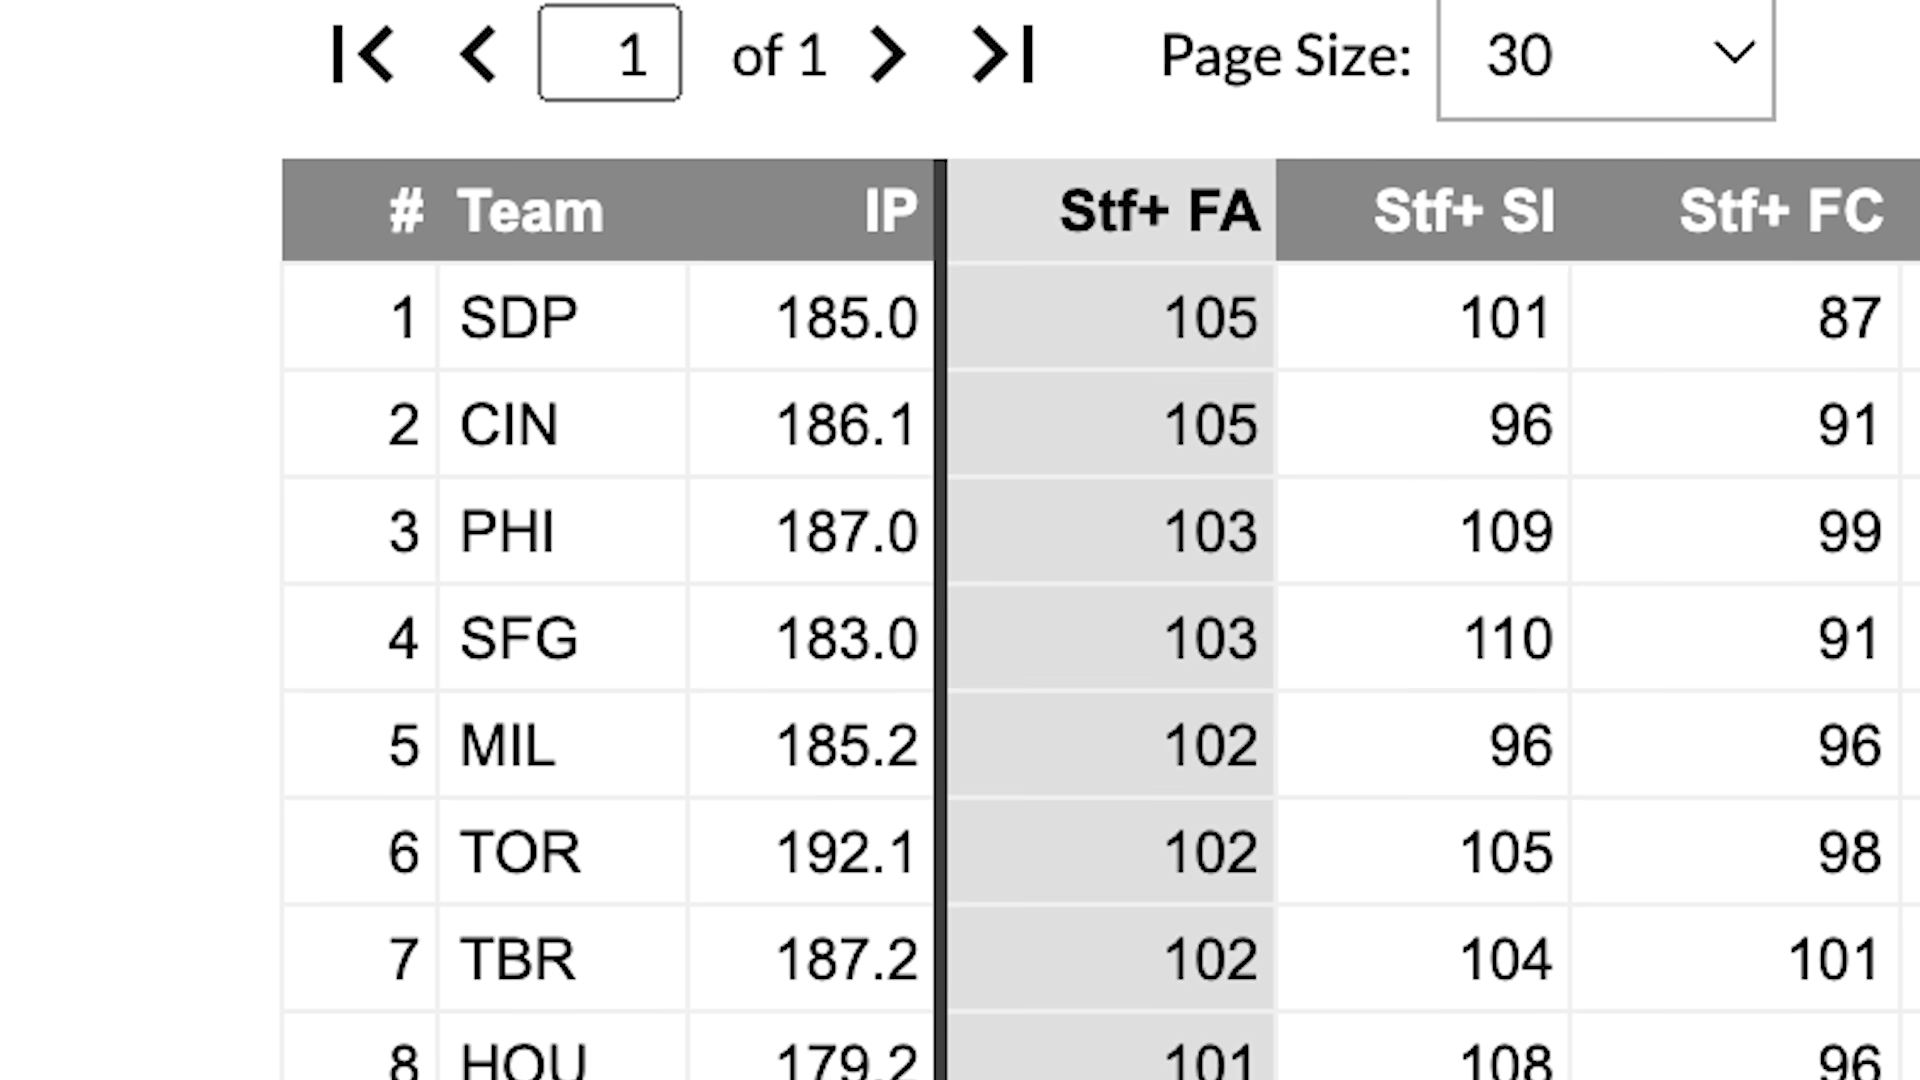 1 of 1 Page Size: 30
# Team IP Stf+ FA Stf+ SI Stf+ FC
1 SDP 185.0 105 101 87
2 CIN 186.1 105 96 91
3 PHI 187.0 103 109 99
4 SFG 183.0 103 110 91
5 MIL 185.2 102 96 96
6 TOR 192.1 102 105 98
7 TBR 187.2 102 104 101
8 HOU 179.2 101 108 96